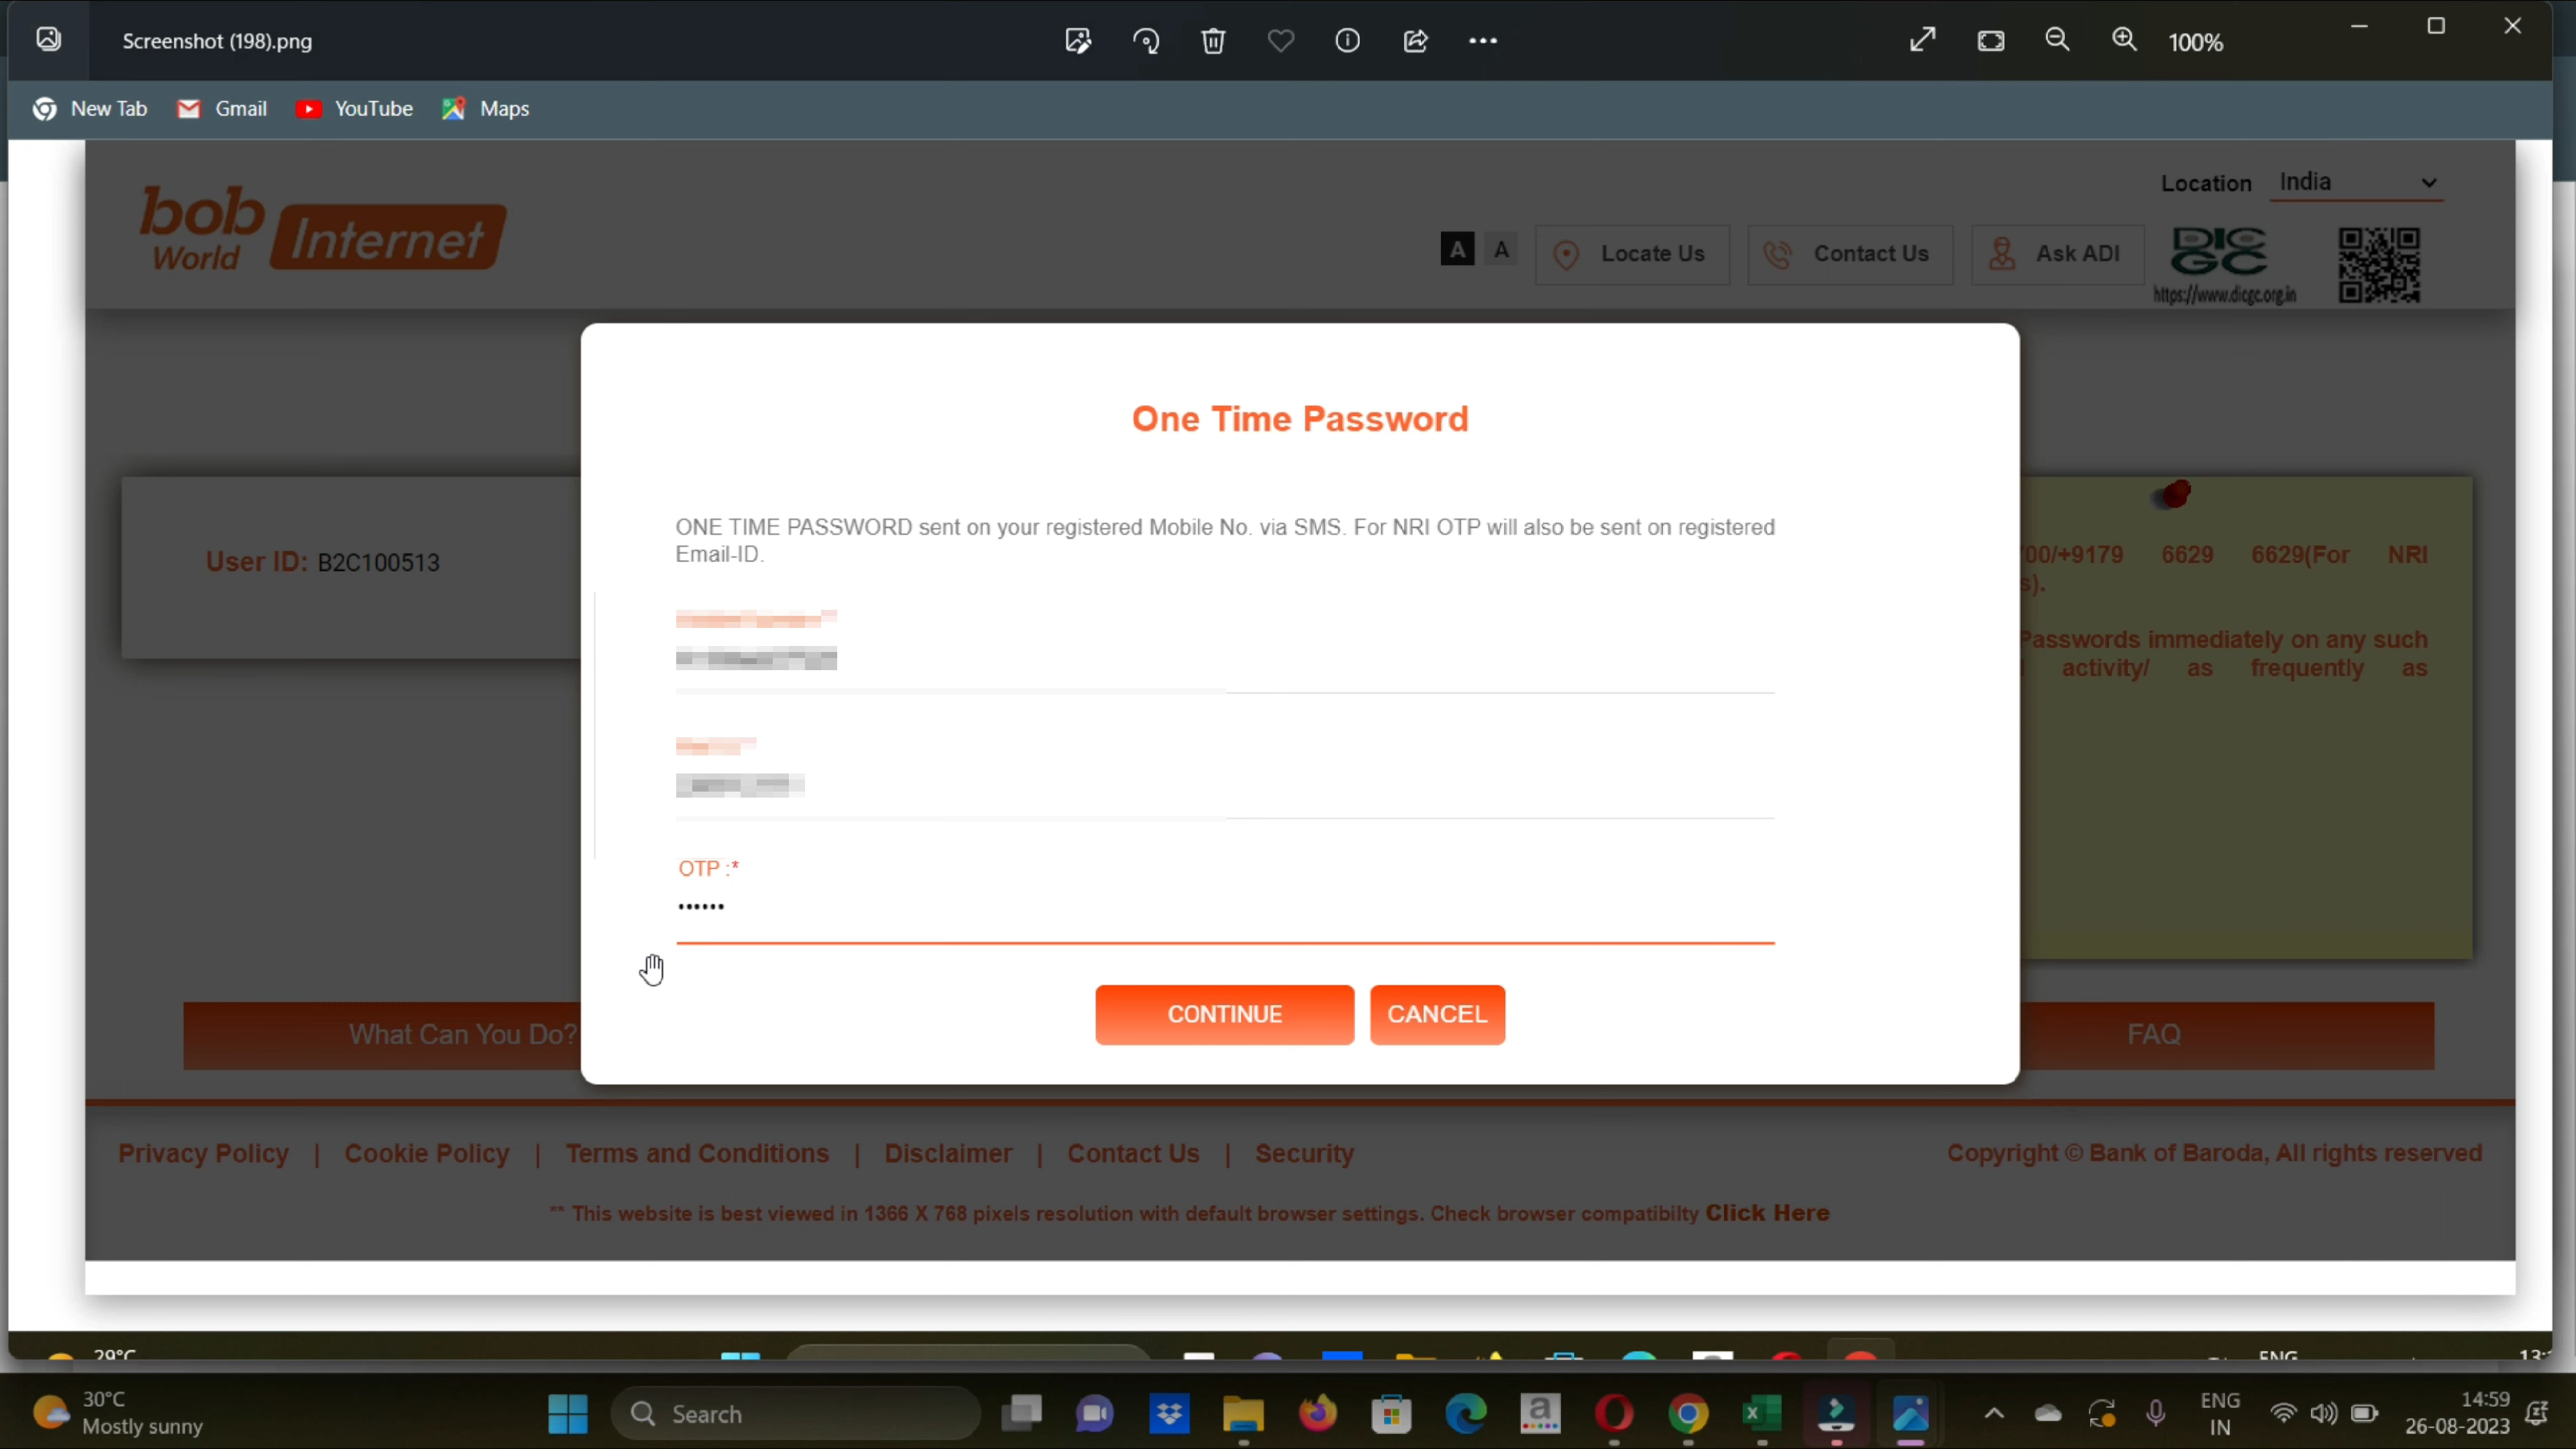 Screenshot (198).png
100%
New Tab
Gmail
YouTube
Maps
bob
World
Internet
Location
India
A
A
Locate Us
Contact Us
Ask ADI
DIC
GC
https://www.dicgc.org.in
One Time Password
ONE TIME PASSWORD sent on your registered Mobile No. via SMS. For NRI OTP will also be sent on registered
Email-ID.
User ID: B2C100513
00/+9179 6629 6629(For NRI
s).
Passwords immediately on any such
activity/ as frequently as
OTP :*
••••••
CONTINUE
CANCEL
What Can You Do?
FAQ
Privacy Policy | Cookie Policy | Terms and Conditions | Disclaimer | Contact Us | Security
Copyright © Bank of Baroda, All rights reserved
** This website is best viewed in 1366 X 768 pixels resolution with default browser settings. Check browser compatibilty Click Here
29°C
ENG
30°C
Mostly sunny
Search
a
ENG
IN
14:59
26-08-2023